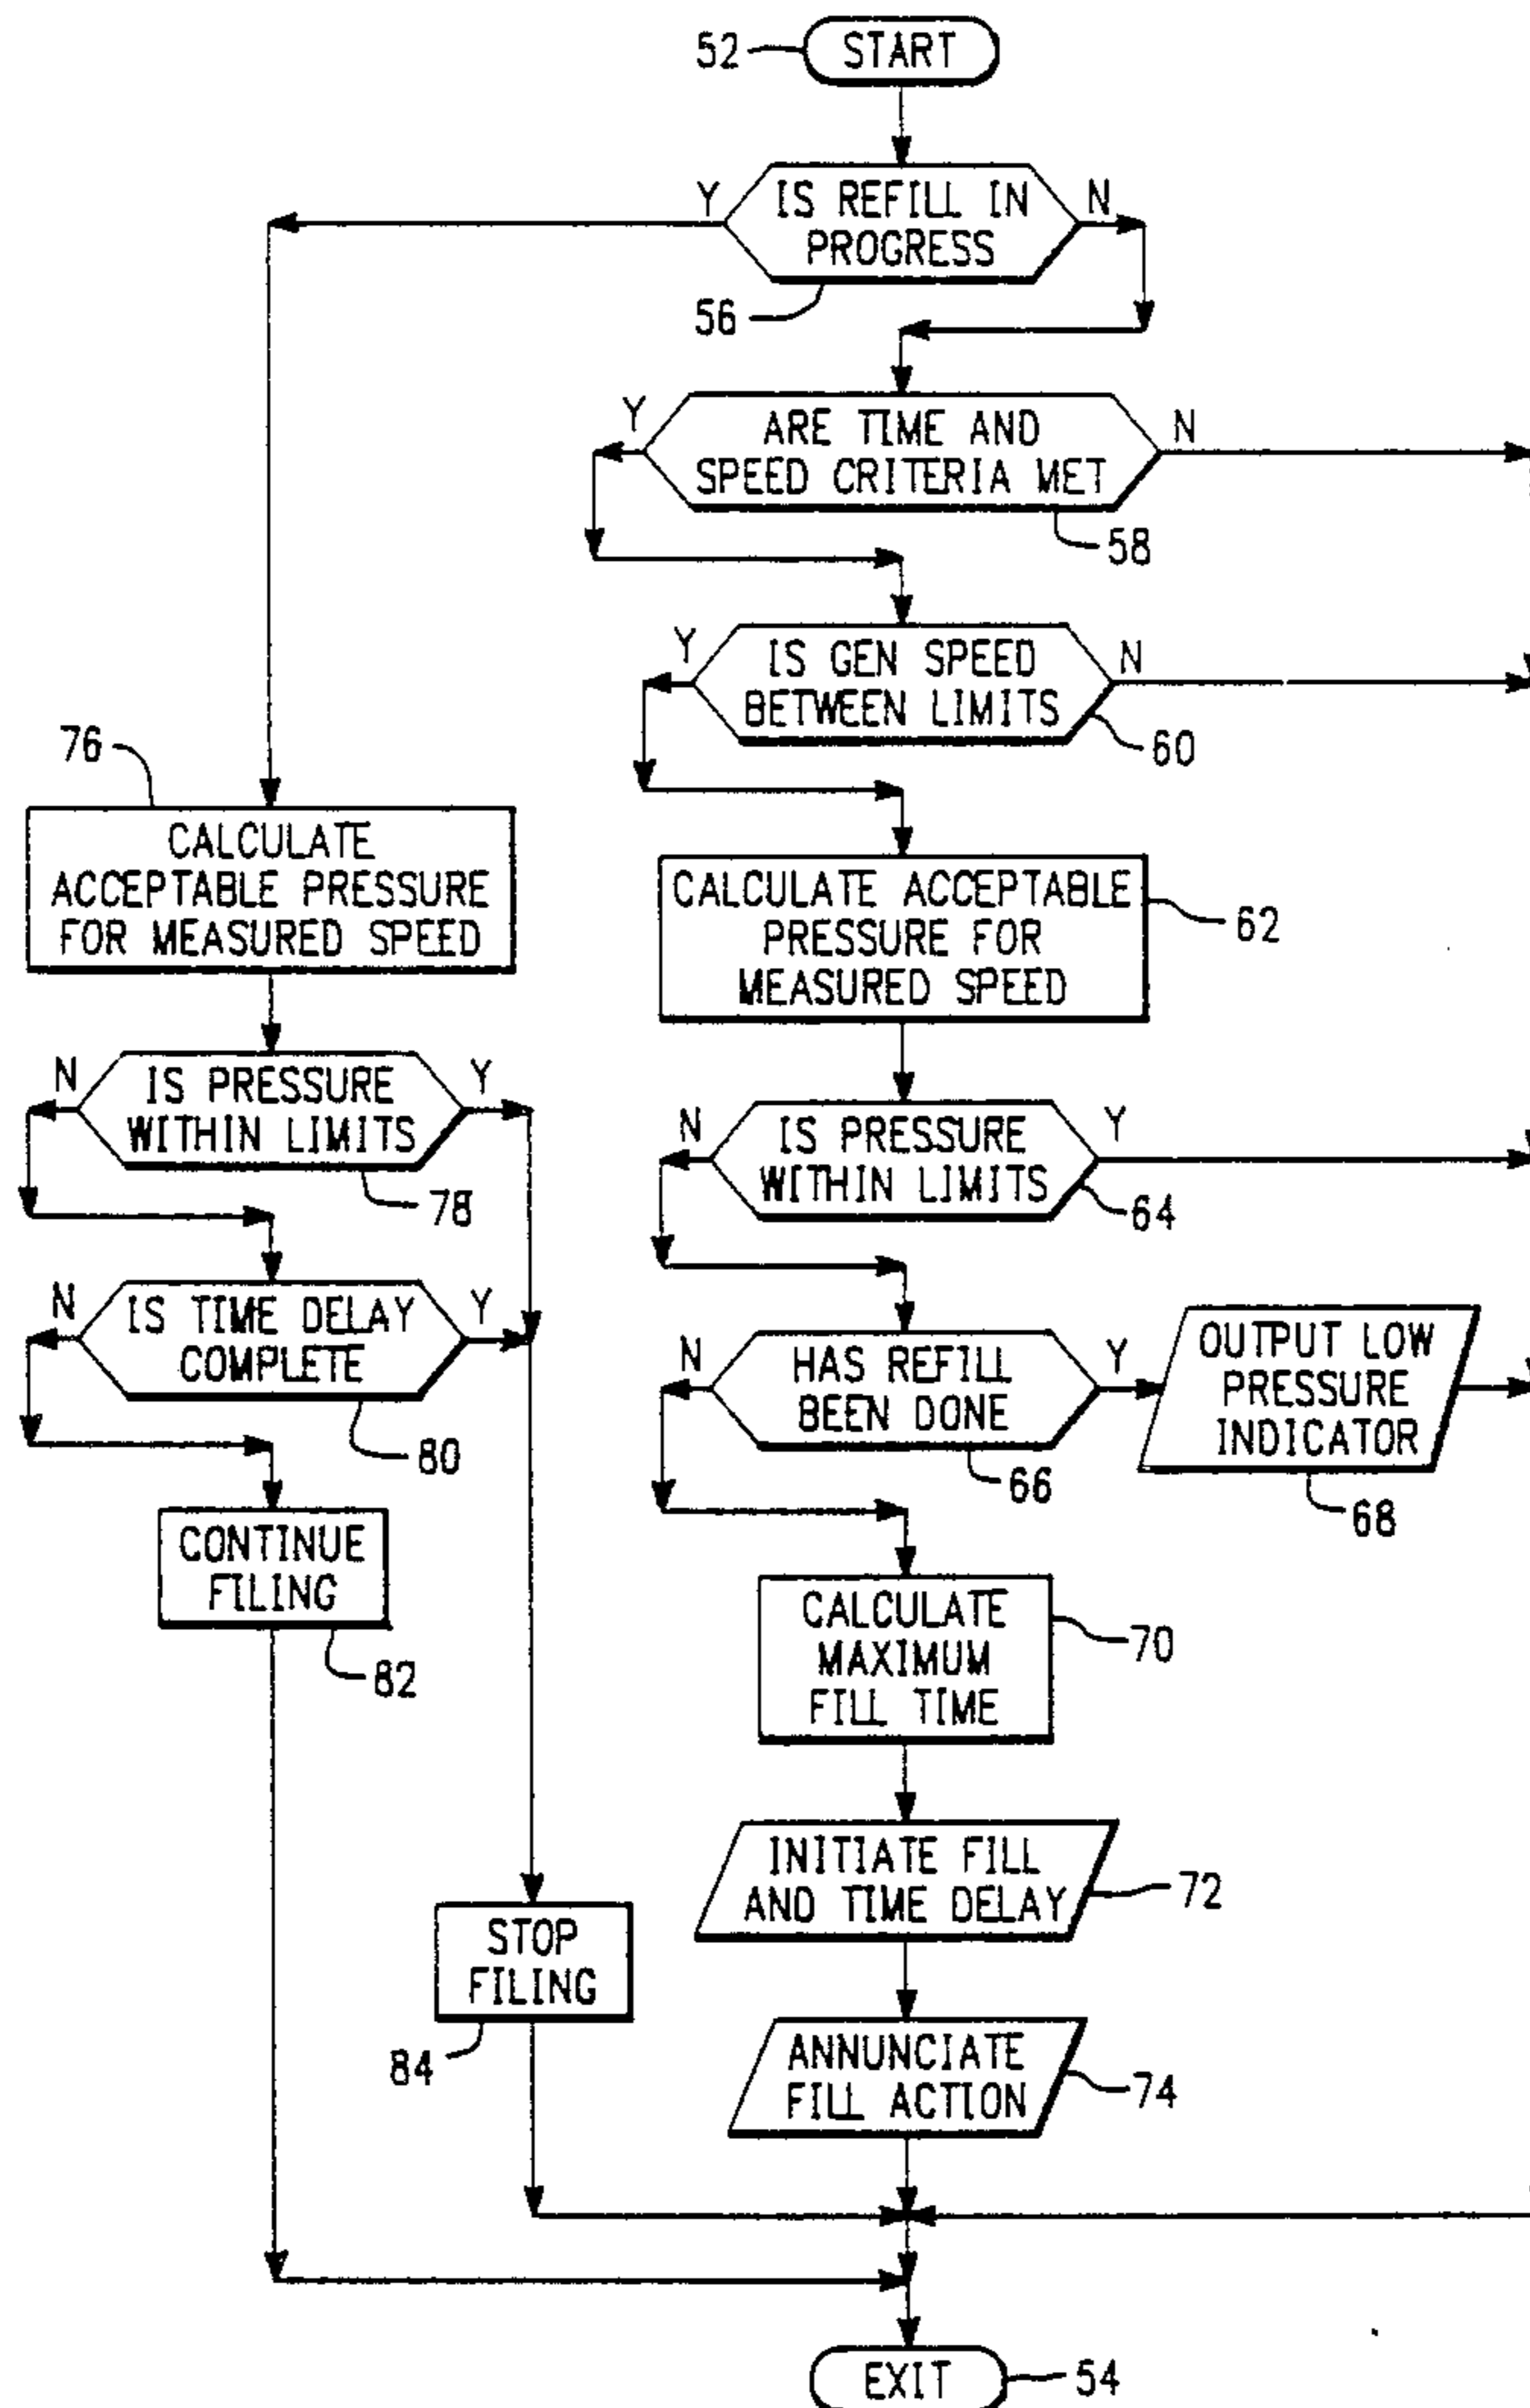 52
START
Y
IS REFILL IN
PROGRESS
N
56
Y
ARE TIME AND
SPEED CRITERIA MET
N
58
Y
IS GEN SPEED
BETWEEN LIMITS
N
60
76
CALCULATE
ACCEPTABLE PRESSURE
FOR MEASURED SPEED
CALCULATE ACCEPTABLE
PRESSURE FOR
MEASURED SPEED
62
N
IS PRESSURE
WITHIN LIMITS
Y
78
N
IS PRESSURE
WITHIN LIMITS
Y
64
N
IS TIME DELAY
COMPLETE
Y
80
N
HAS REFILL
BEEN DONE
Y
66
OUTPUT LOW
PRESSURE
INDICATOR
68
CONTINUE
FILING
82
CALCULATE
MAXIMUM
FILL TIME
70
INITIATE FILL
AND TIME DELAY
72
STOP
FILING
84
ANNUNCIATE
FILL ACTION
74
EXIT
54